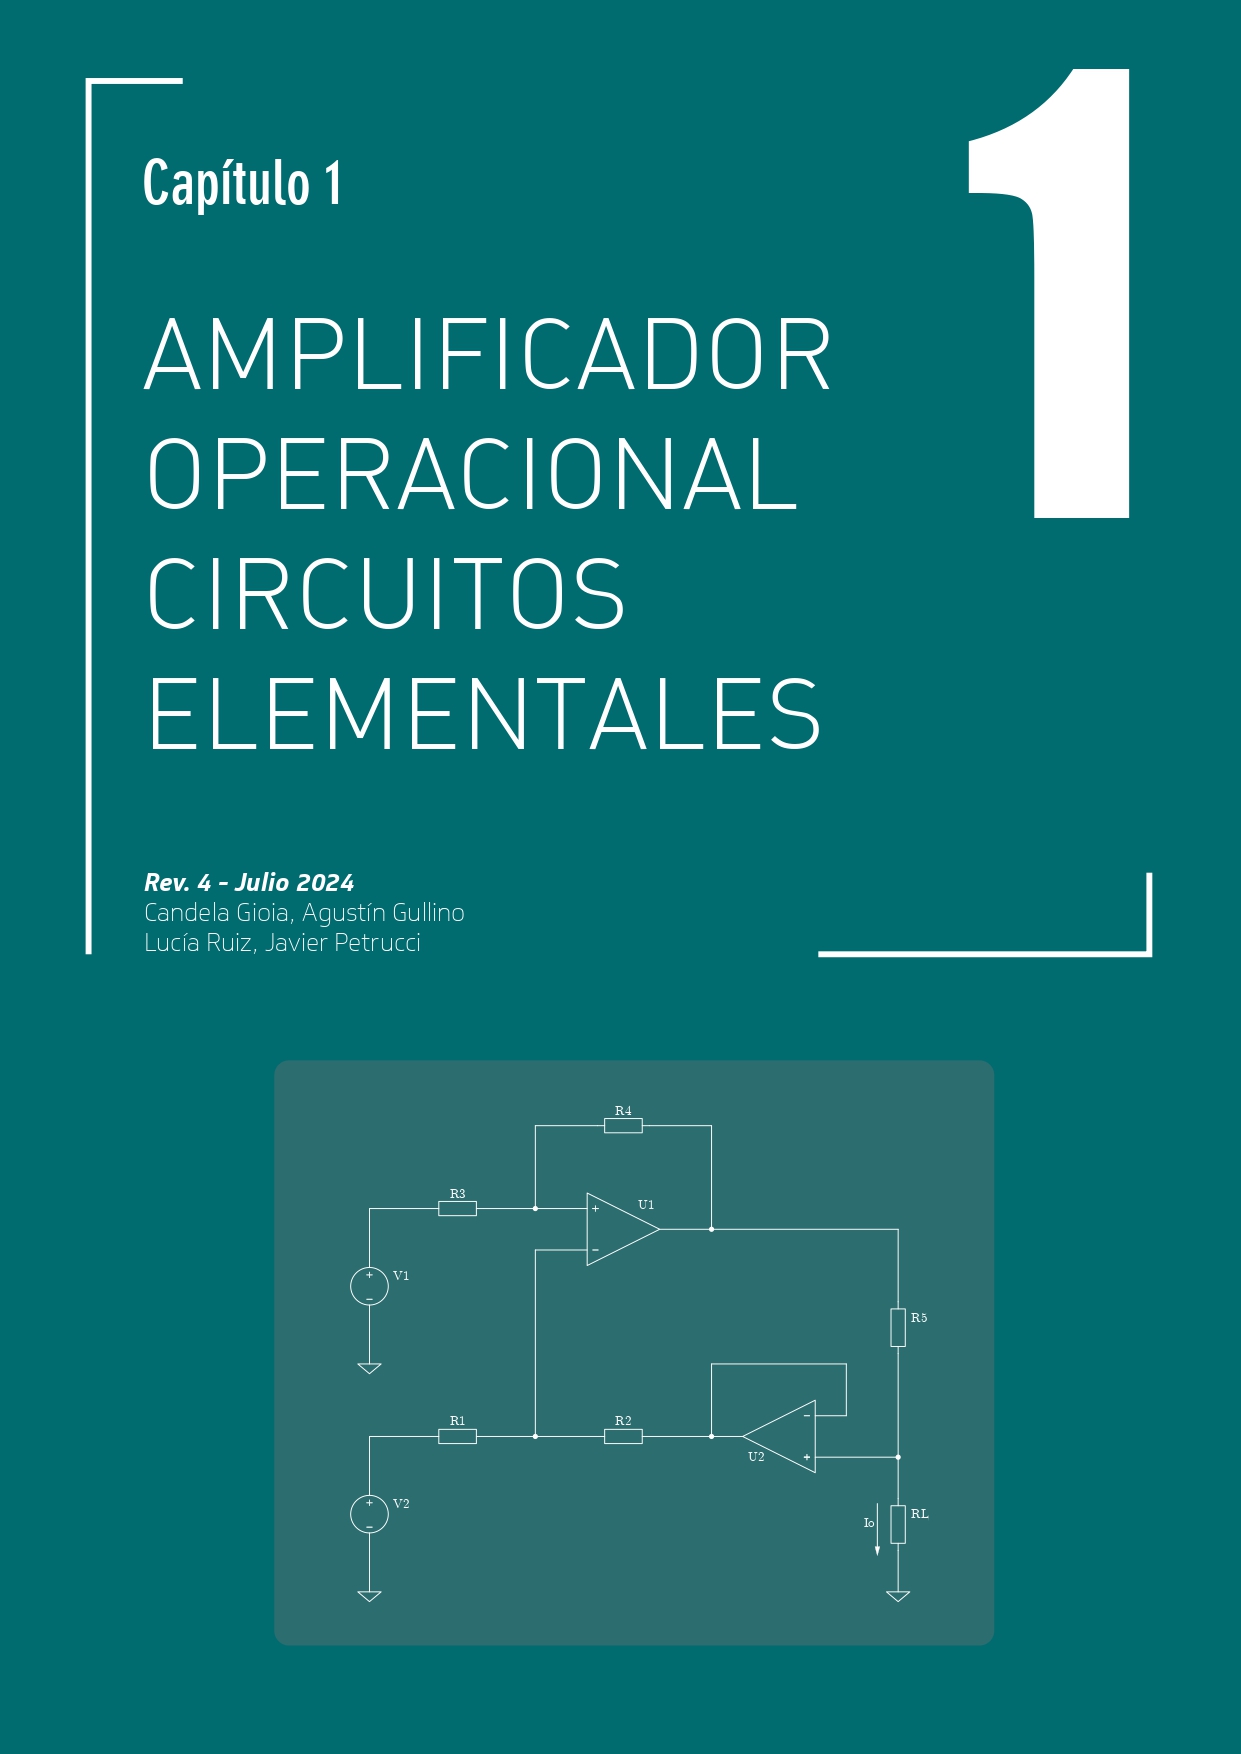 1
Capítulo 1
AMPLIFICADOR
OPERACIONAL
CIRCUITOS
ELEMENTALES
Rev. 4 - Julio 2024
Candela Gioia, Agustín Gullino
Lucía Ruiz, Javier Petrucci
R4
R3
U1
+
−
V1
+
−
R5
R1
R2
−
+
U2
V2
+
−
RL
Io